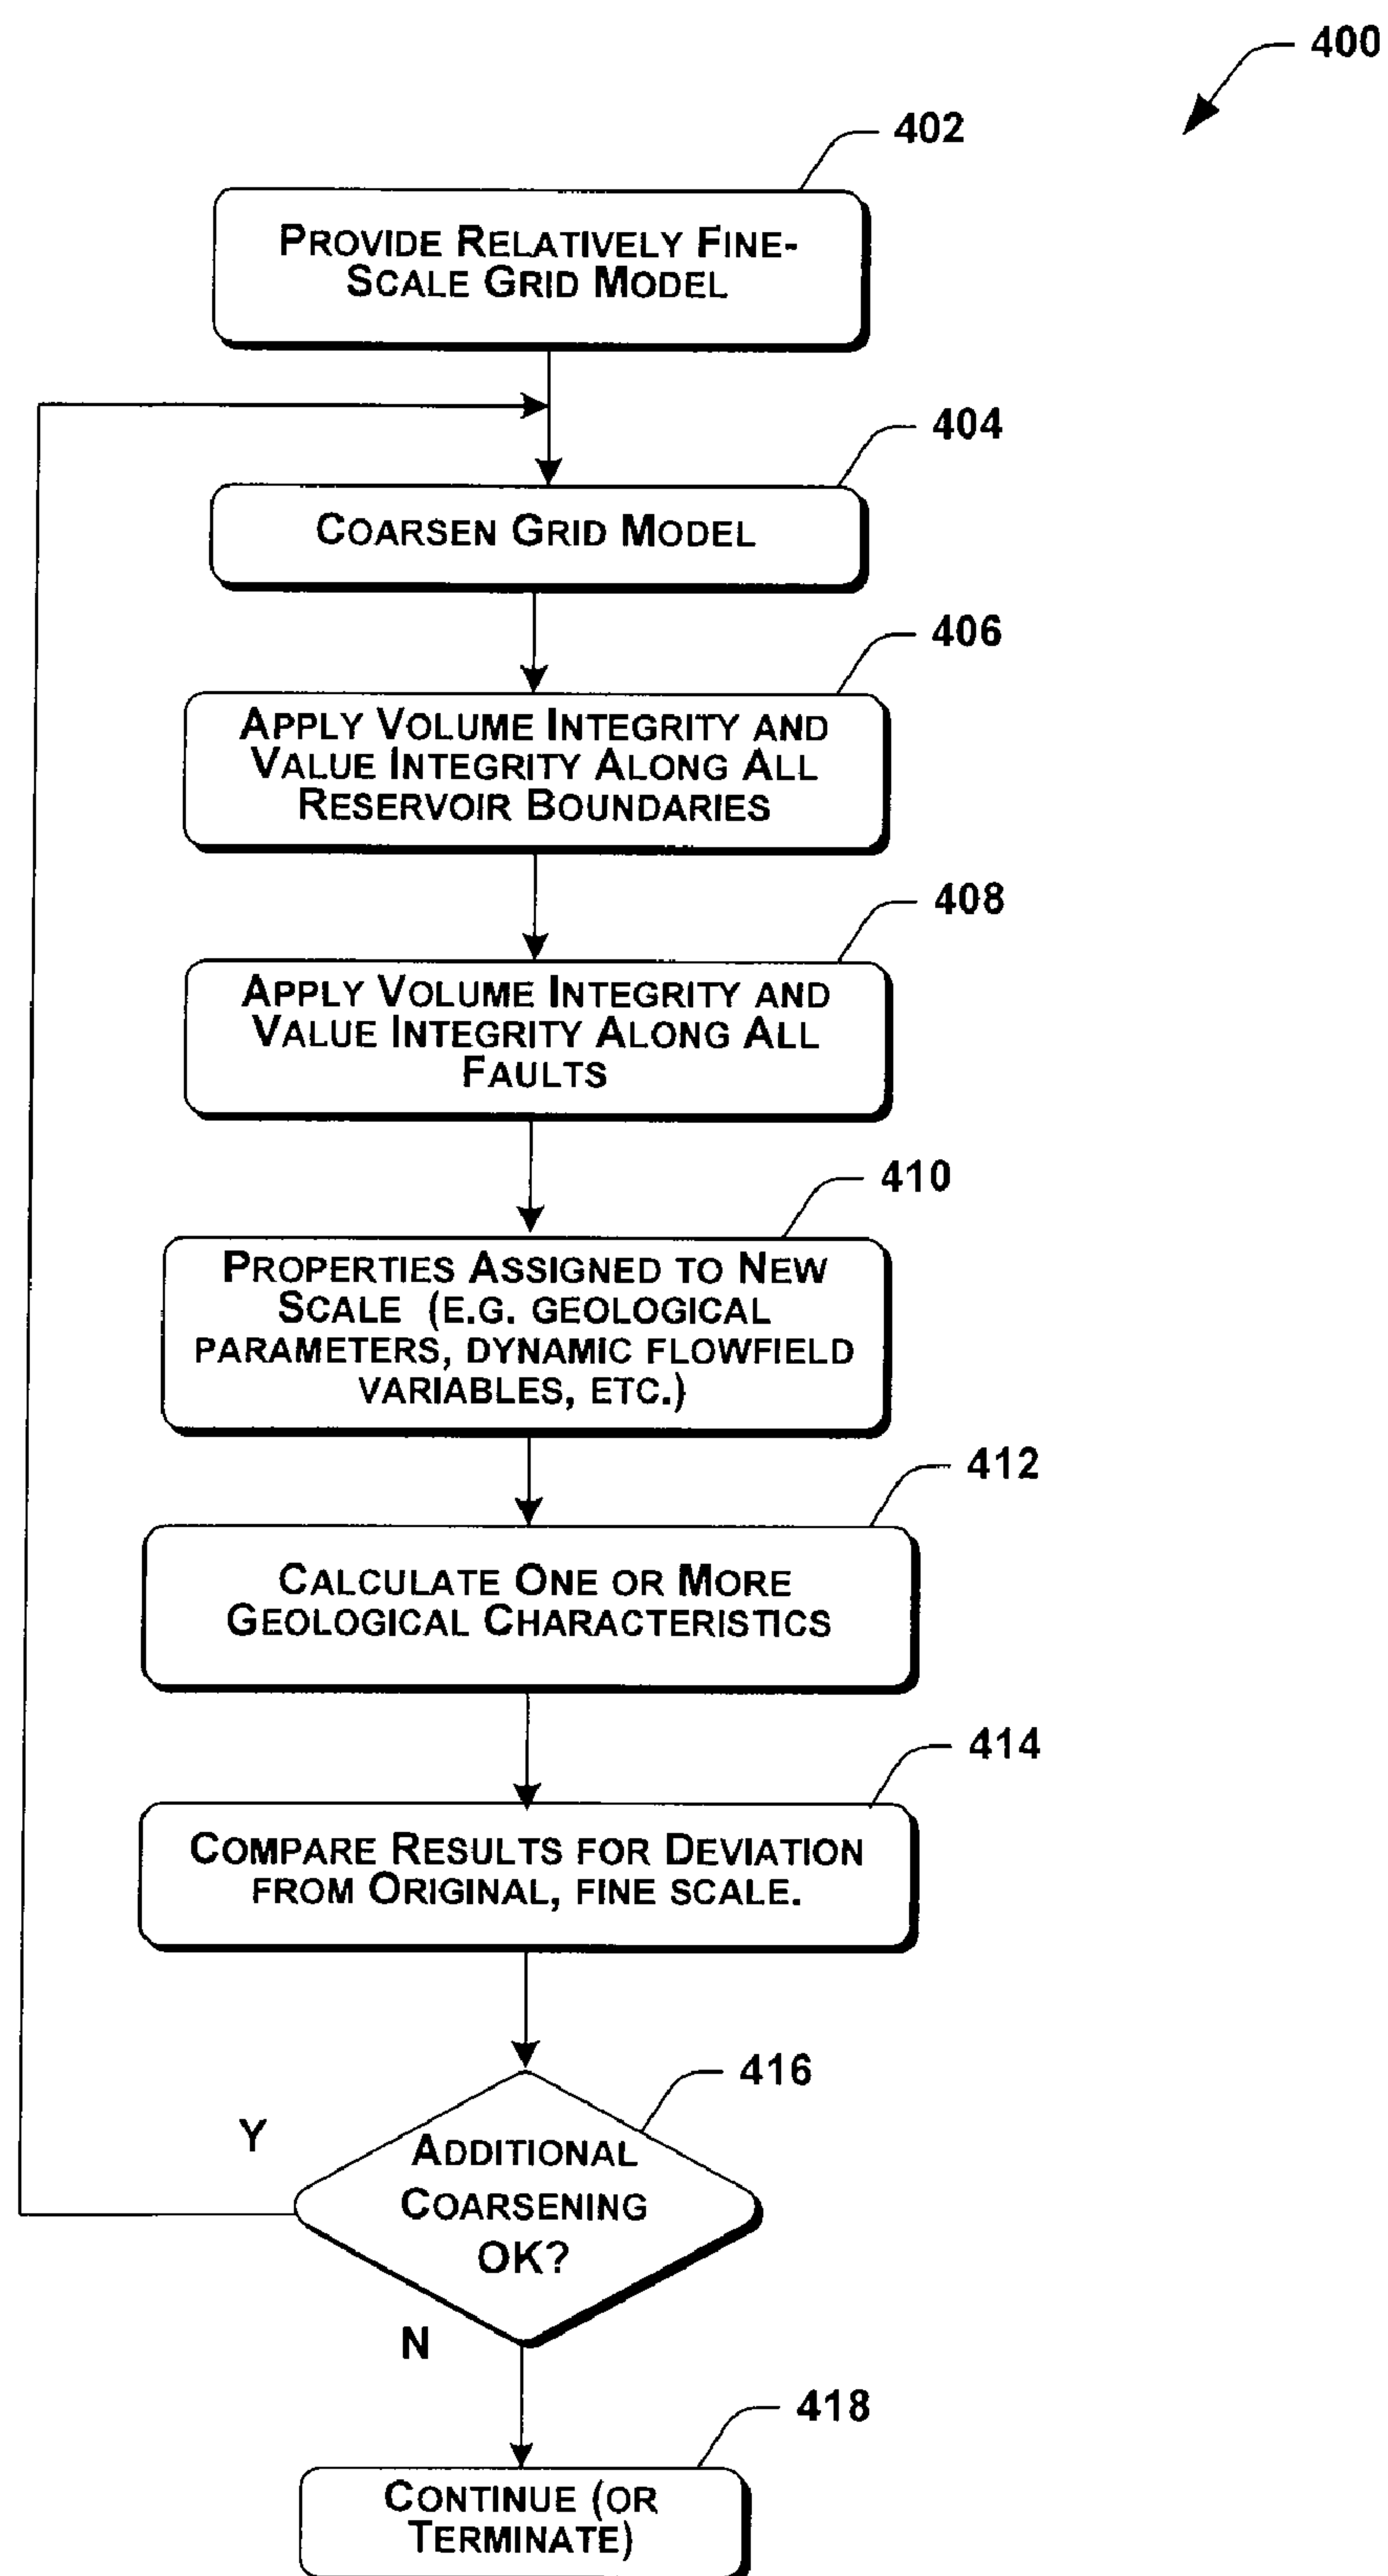 400
402
PROVIDE RELATIVELY FINE-
SCALE GRID MODEL
404
COARSEN GRID MODEL
406
APPLY VOLUME INTEGRITY AND
VALUE INTEGRITY ALONG ALL
RESERVOIR BOUNDARIES
408
APPLY VOLUME INTEGRITY AND
VALUE INTEGRITY ALONG ALL
FAULTS
410
PROPERTIES ASSIGNED TO NEW
SCALE (E.G. GEOLOGICAL
PARAMETERS, DYNAMIC FLOWFIELD
VARIABLES, ETC.)
412
CALCULATE ONE OR MORE
GEOLOGICAL CHARACTERISTICS
414
COMPARE RESULTS FOR DEVIATION
FROM ORIGINAL, FINE SCALE.
416
Y
ADDITIONAL
COARSENING
OK?
N
418
CONTINUE (OR
TERMINATE)